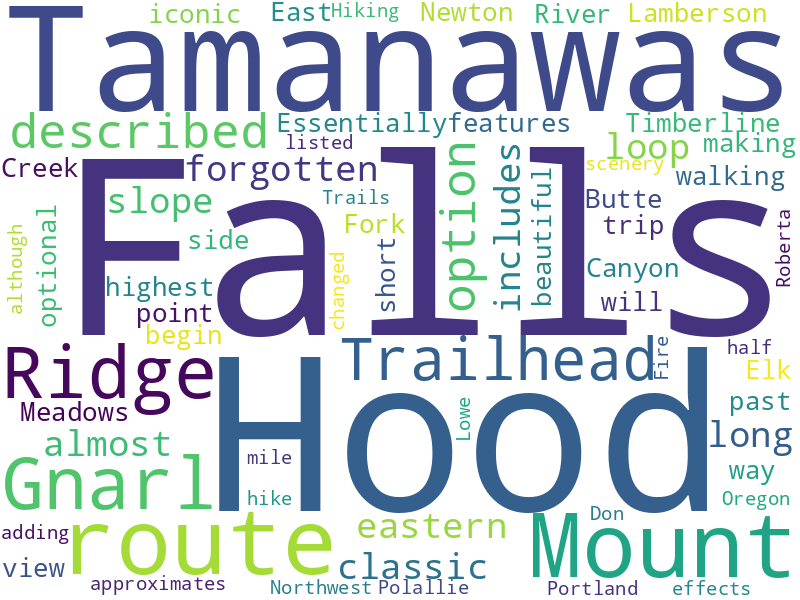 iconic East Hiking Newton River Lamberson
Tamanawas
described Essentially features Timberline
listed loop making
Creek forgotten scenery walking
slope Trails Butte
Falls
although optional side Fork short option includes beautiful trip Roberta
highest changed Canyon
point will
begin
Ridge Trailhead Fire half
Elk
Meadows Lowe past
Hood
almost long
mile way
Gnarl hike Oregon
adding route eastern Don Mount
view classic
approximates Northwest Polallie Portland effects